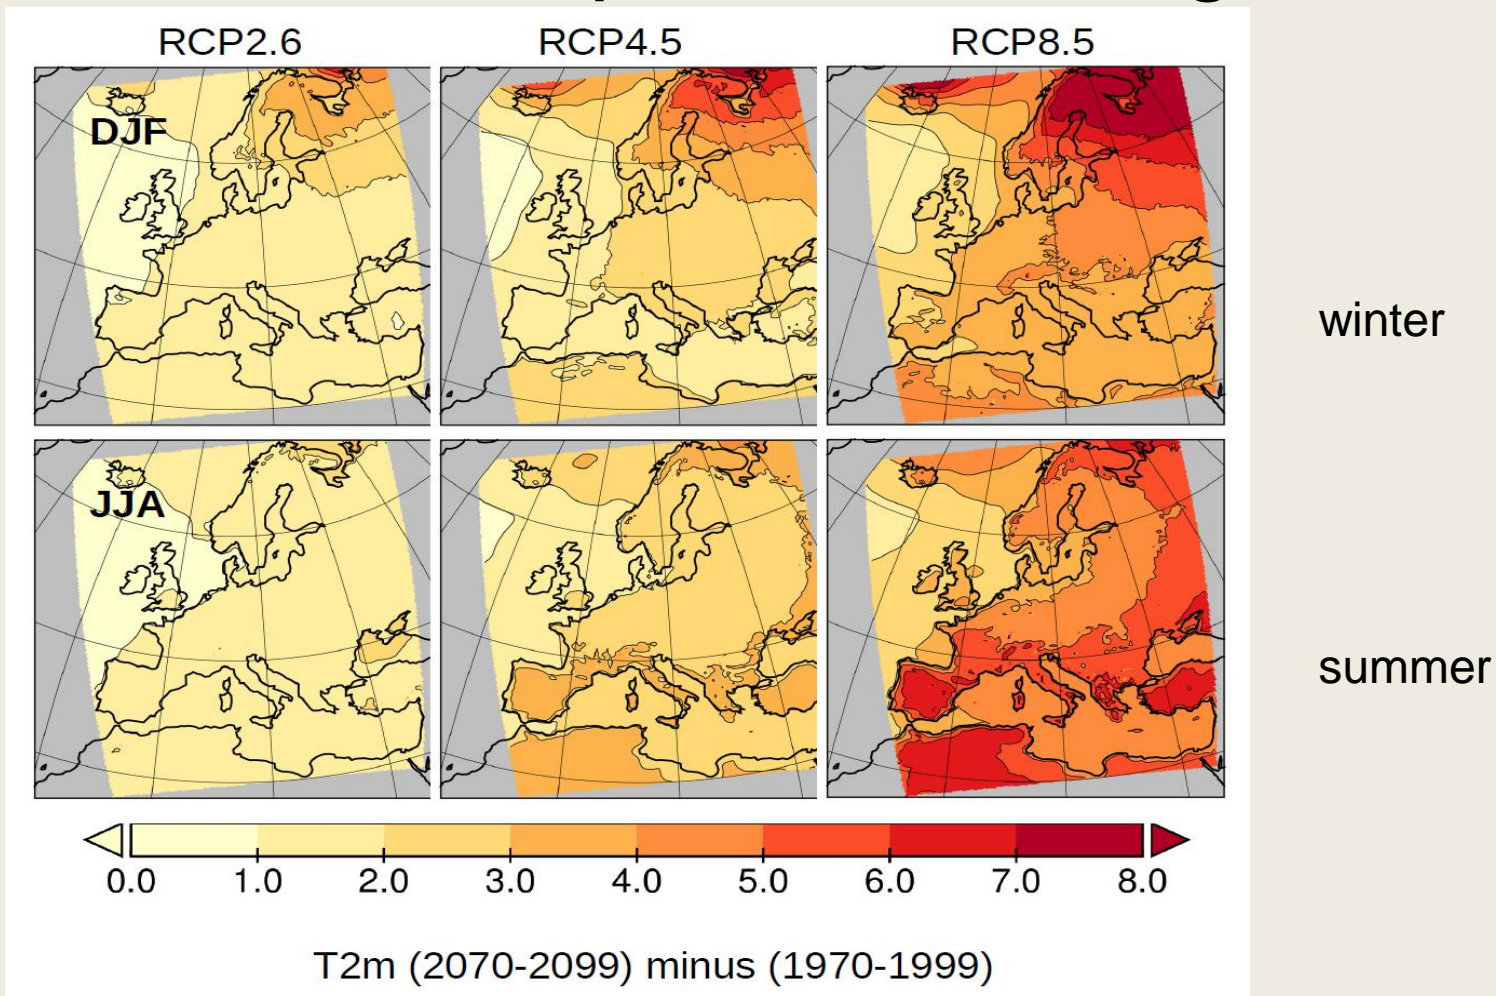 RCP2.6 RCP4.5 RCP8.5
DJF
winter
JJA
summer
0.0 1.0 2.0 3.0 4.0 5.0 6.0 7.0 8.0
T2m (2070-2099) minus (1970-1999)